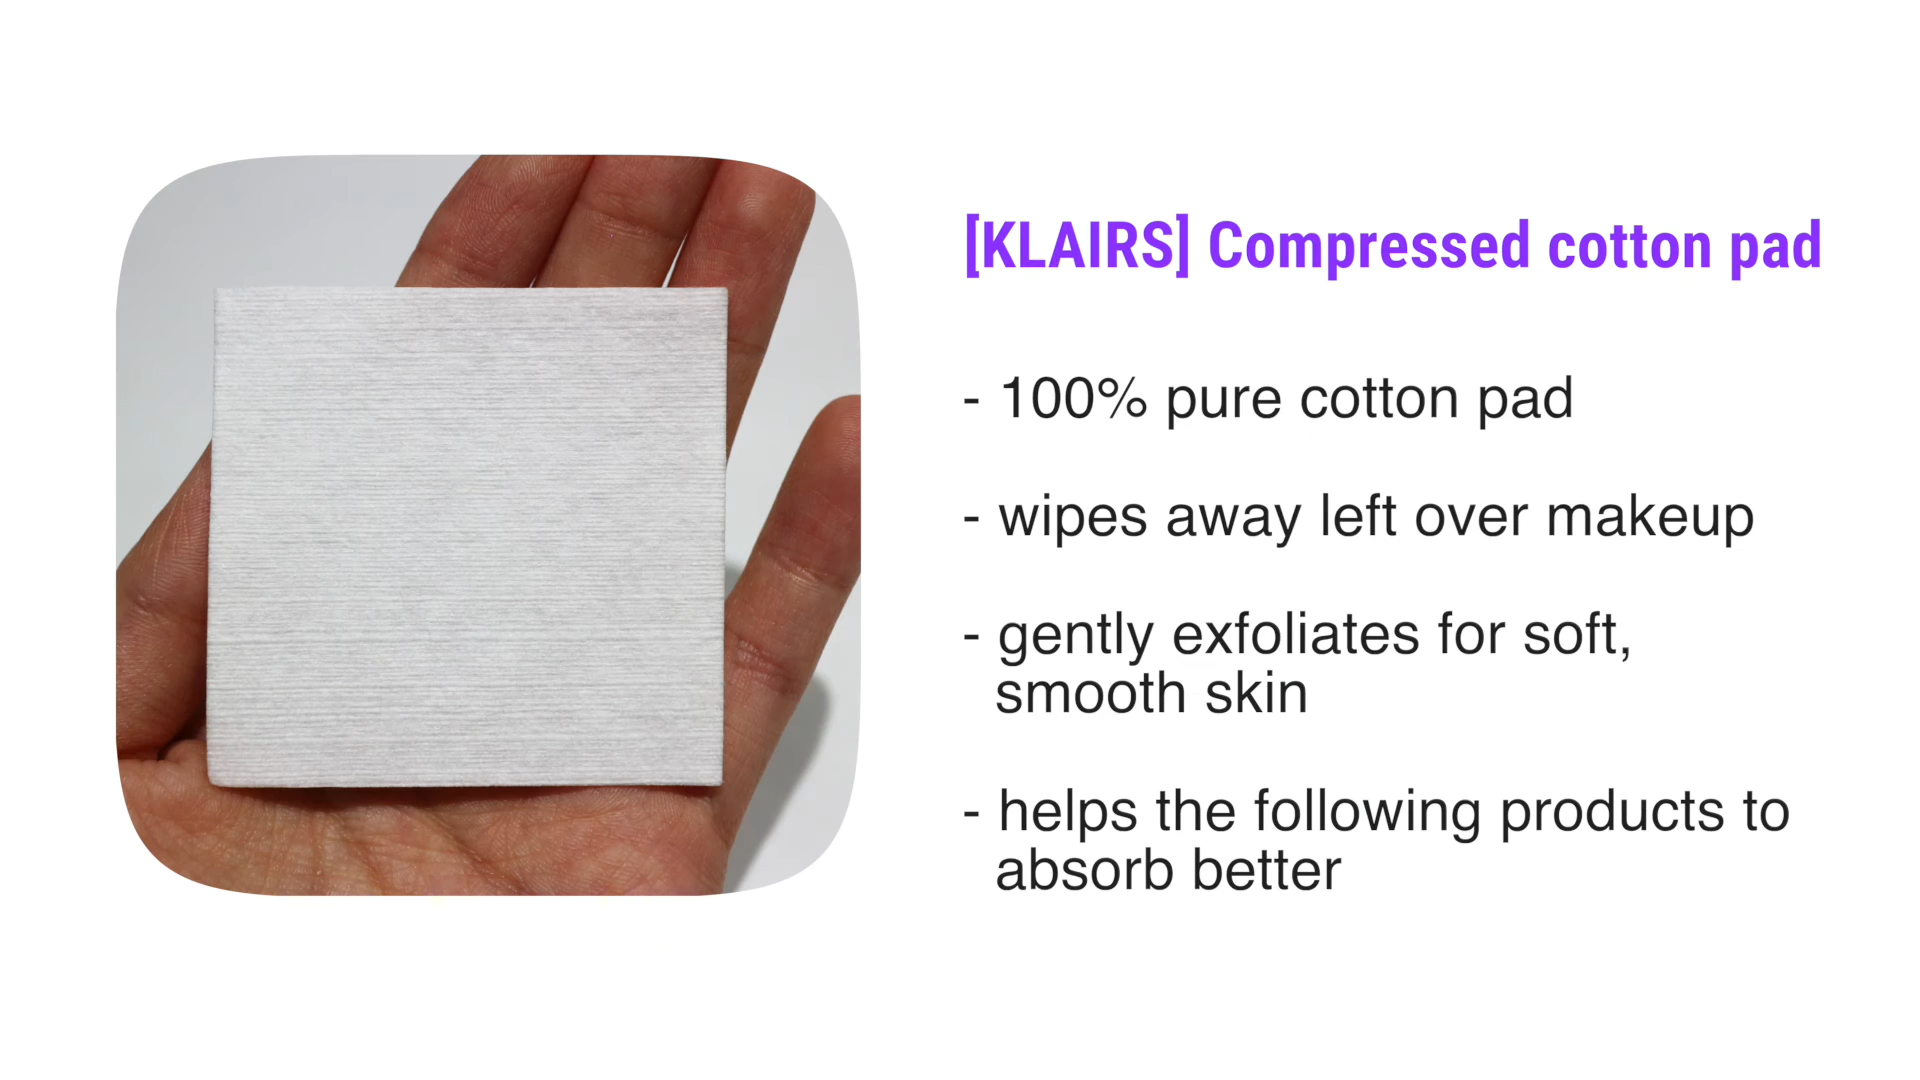 [KLAIRS] Compressed cotton pad
- 100% pure cotton pad
- wipes away left over makeup
- gently exfoliates for soft,
smooth skin
- helps the following products to
absorb better